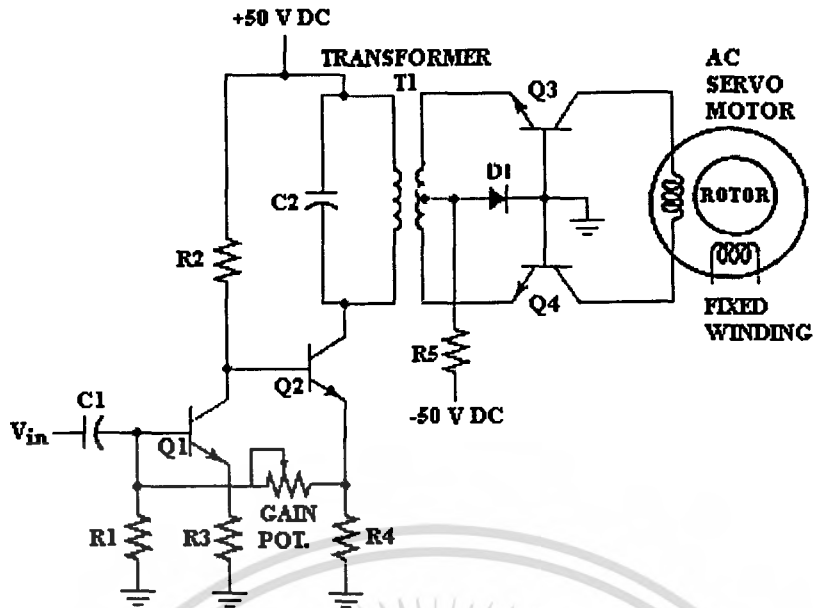 +50 V DC
TRANSFORMER
T1
Q3
AC
SERVO
MOTOR
D1
C2
ROTOR
R2
Q4
FIXED
WINDING
R5
C1
Q2
-50 V DC
Vin
Q1
GAIN
POT.
R1
R3
R4